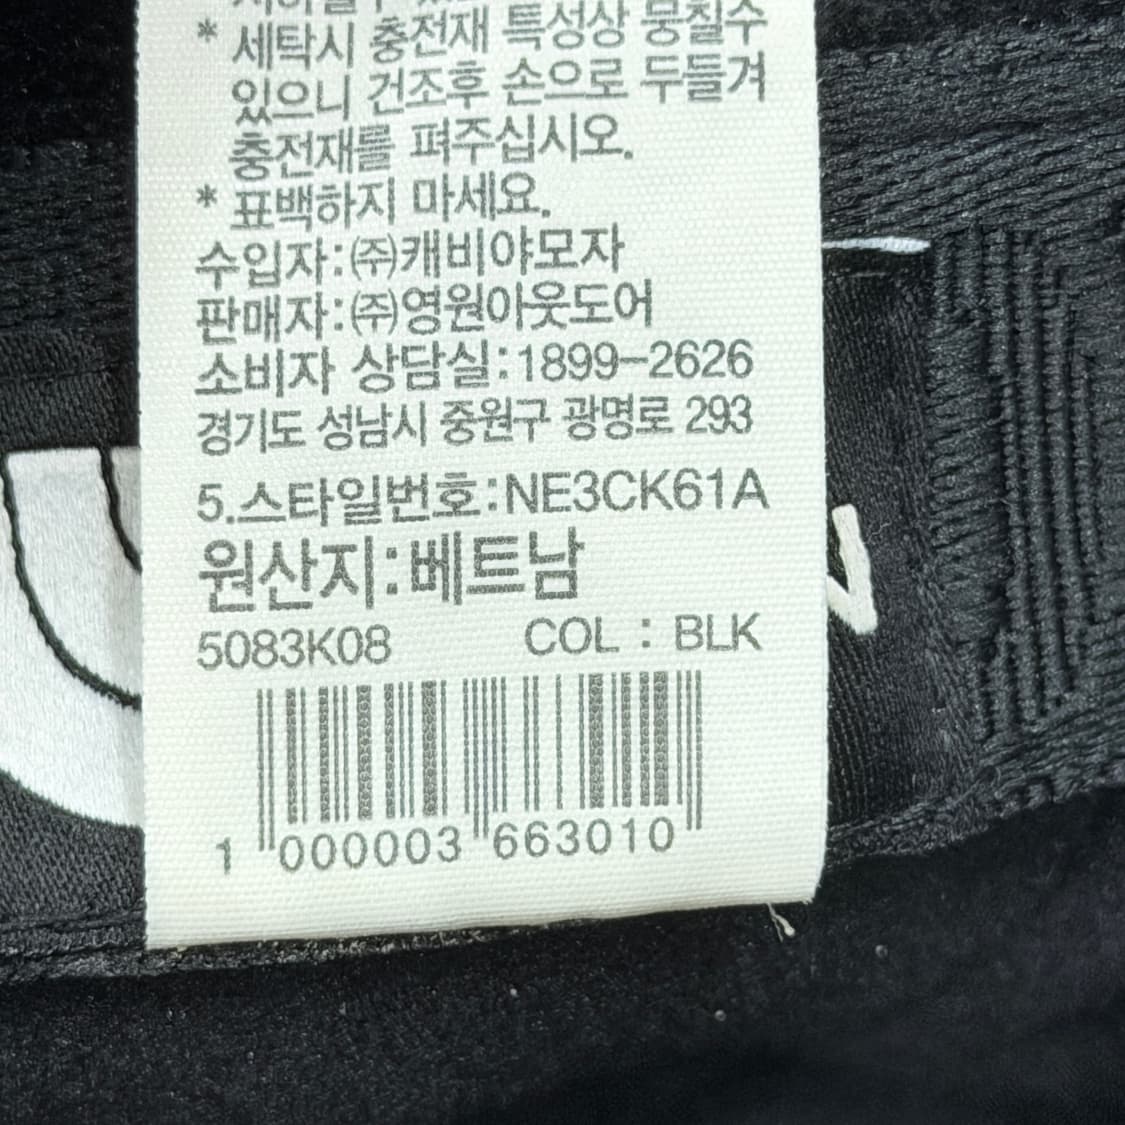 * 세탁시 충전재 특성상 뭉칠수
있으니 건조후 손으로 두들겨
충전재를 펴주십시오.
* 표백하지 마세요.
수입자:㈜캐비야모자
판매자:㈜영원아웃도어
소비자 상담실:1899-2626
경기도 성남시 중원구 광명로 293
5.스타일번호:NE3CK61A
원산지:베트남
5083K08 COL : BLK
1 000003 663010